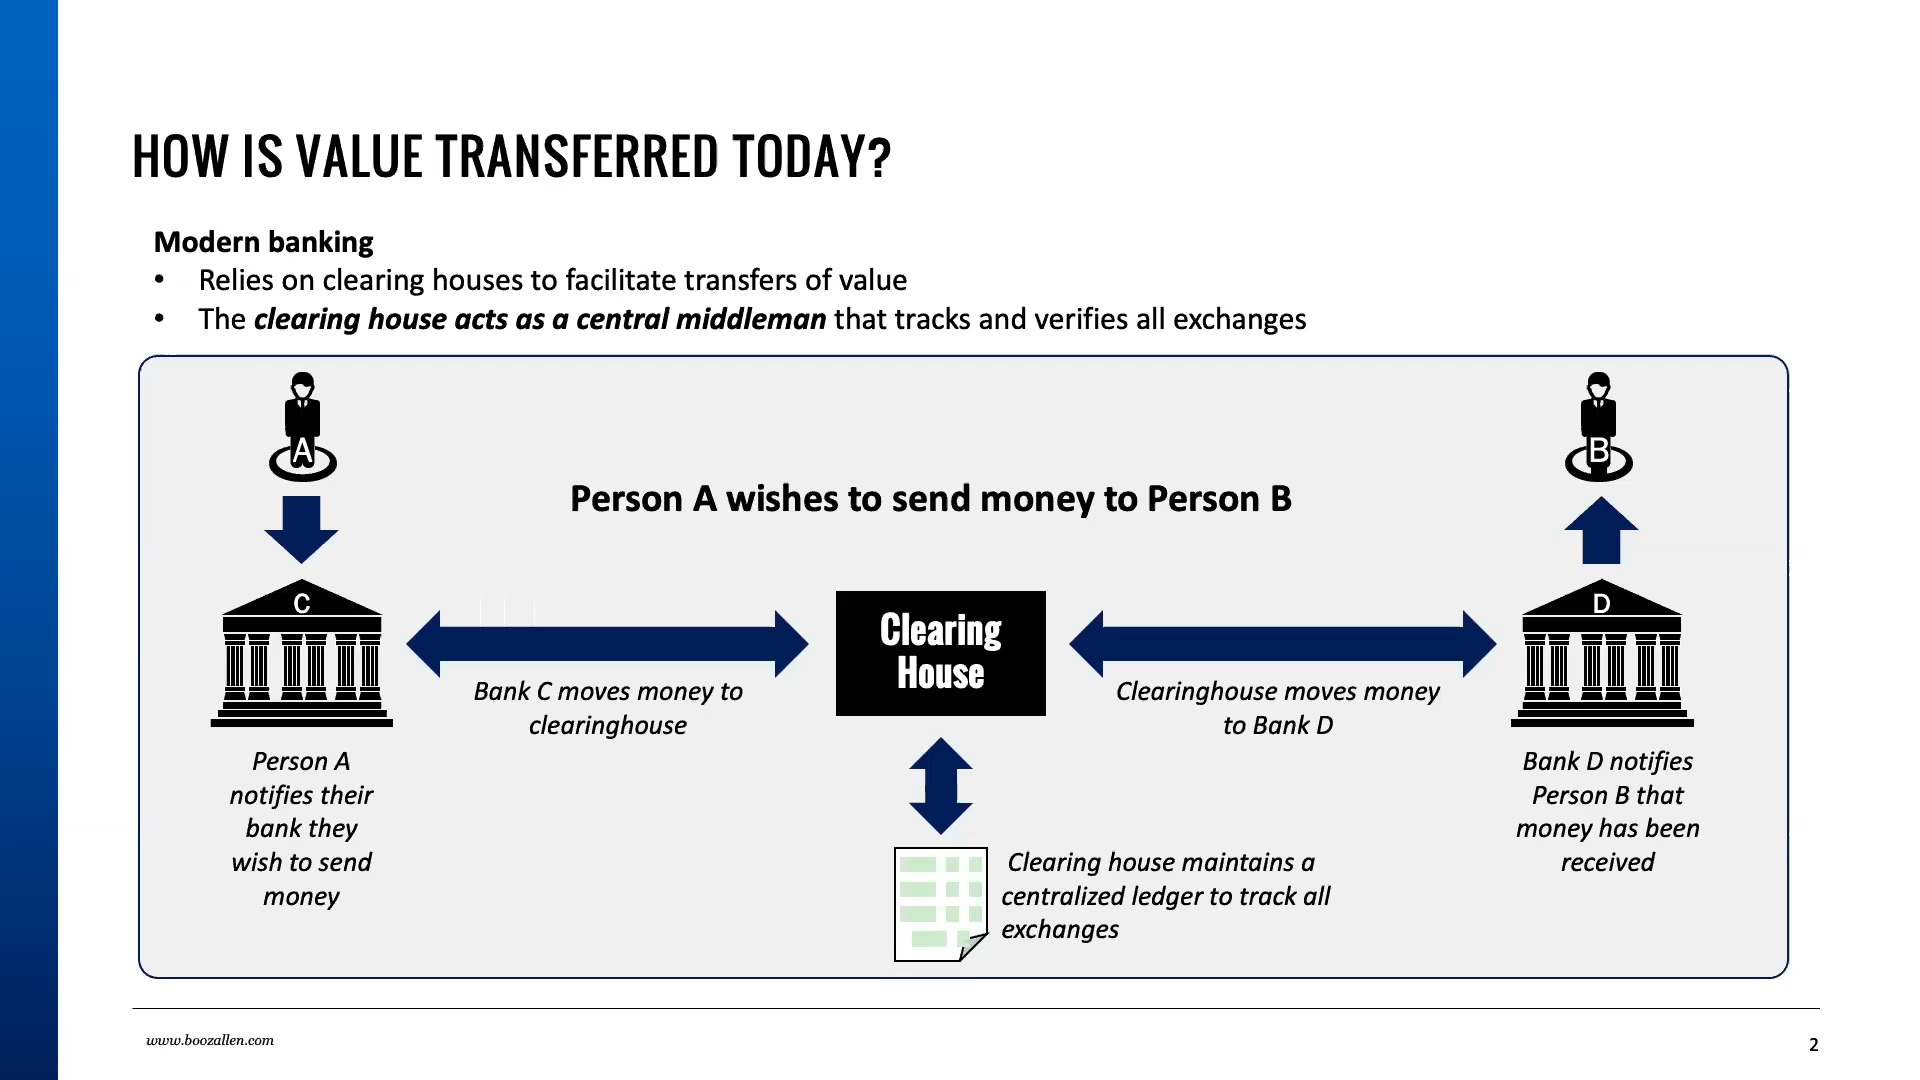 HOW IS VALUE TRANSFERRED TODAY?
Modern banking
• Relies on clearing houses to facilitate transfers of value
• The clearing house acts as a central middleman that tracks and verifies all exchanges
A
B
Person A wishes to send money to Person B
C
D
Clearing
House
Bank C moves money to
clearinghouse
Clearinghouse moves money
to Bank D
Person A
notifies their
bank they
wish to send
money
Bank D notifies
Person B that
money has been
received
Clearing house maintains a
centralized ledger to track all
exchanges
www.boozallen.com
2